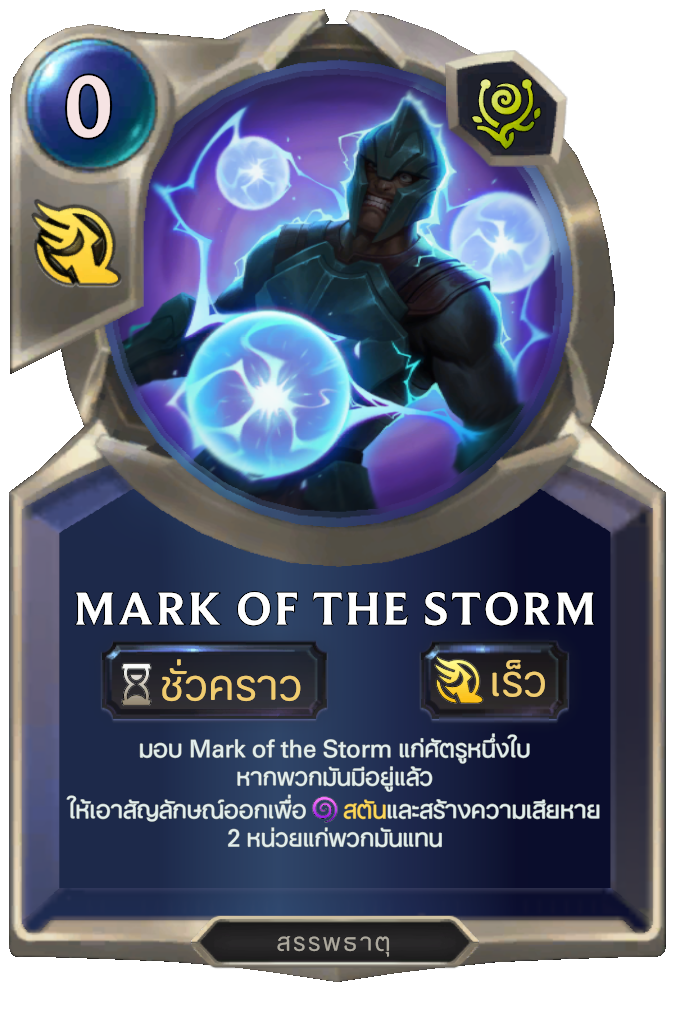 0
MARK OF THE STORM
ชั่วคราว เร็ว
มอบ Mark of the Storm แก่ศัตรูหนึ่งใบ
หากพวกมันมีอยู่แล้ว
ให้เอาสัญลักษณ์ออกเพื่อ สตันและสร้างความเสียหาย
2 หน่วยแก่พวกมันแทน
สรรพธาตุ